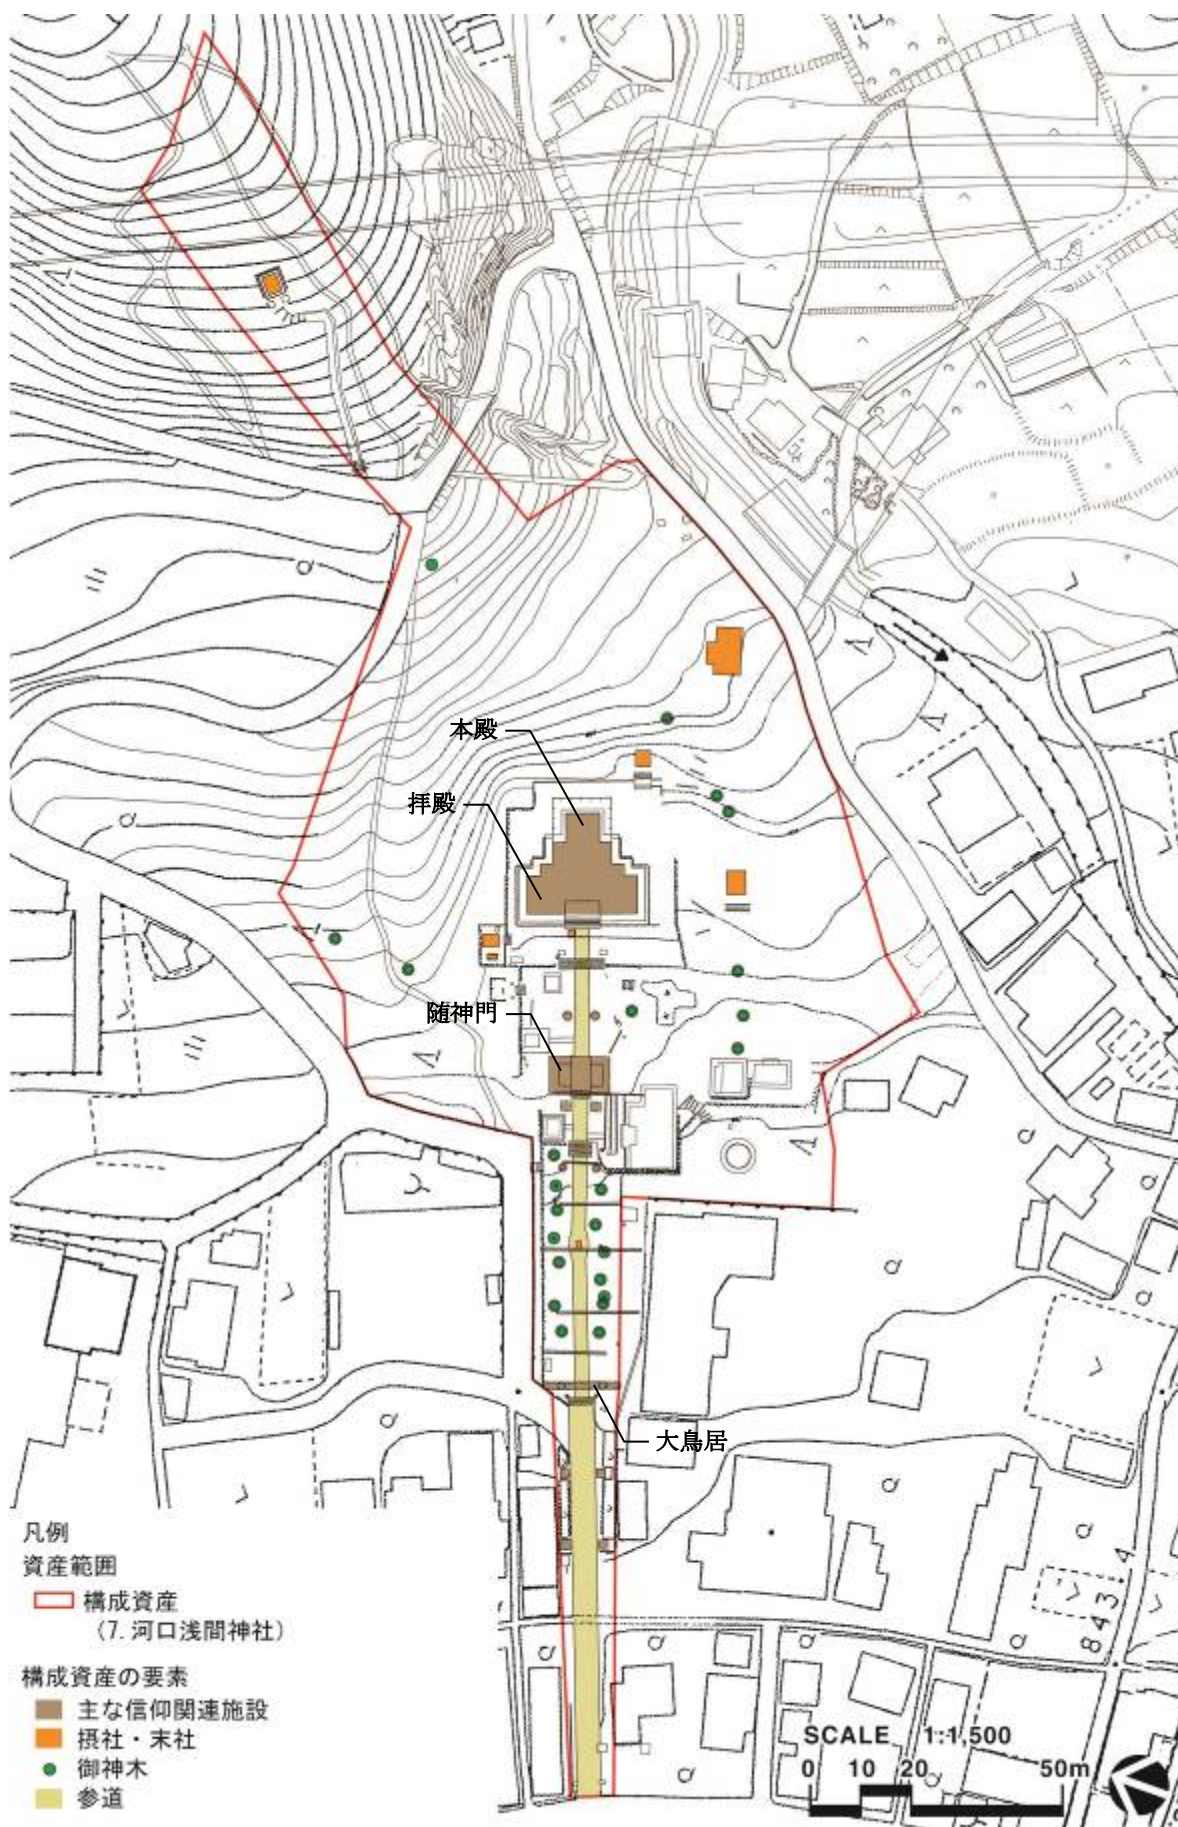 本殿
拝殿
随神門
大鳥居
凡例
資産範囲
構成資産
(7. 河口浅間神社)
構成資産の要素
主な信仰関連施設
摂社・末社
御神木
参道
843.4
SCALE 1:1,500
0 10 20 50m